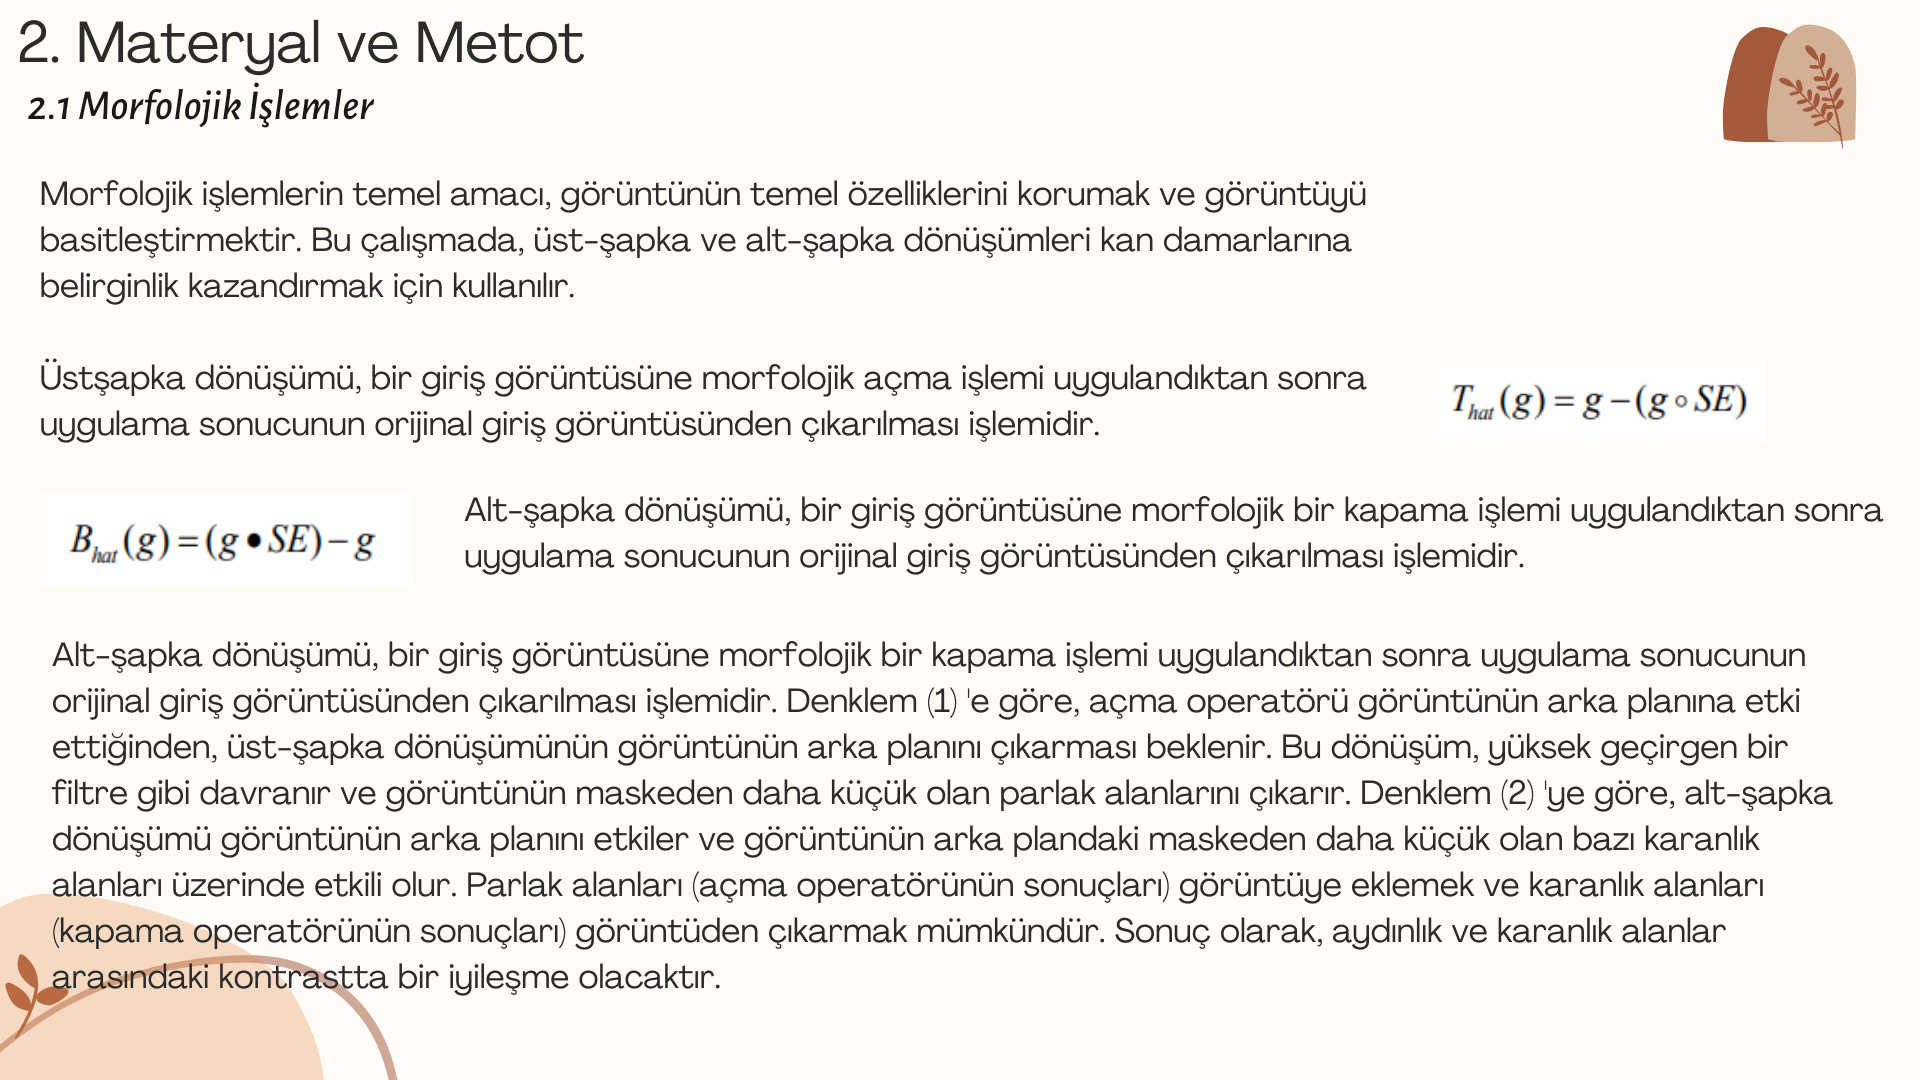 2. Materyal ve Metot
2.1 Morfolojik İşlemler
Morfolojik işlemlerin temel amacı, görüntünün temel özelliklerini korumak ve görüntüyü
basitleştirmektir. Bu çalışmada, üst-şapka ve alt-şapka dönüşümleri kan damarlarına
belirginlik kazandırmak için kullanılır.
Üstşapka dönüşümü, bir giriş görüntüsüne morfolojik açma işlemi uygulandıktan sonra
uygulama sonucunun orijinal giriş görüntüsünden çıkarılması işlemidir.
T_hat (g) = g − (g ∘ SE)
B_hat (g) = (g ● SE) − g
Alt-şapka dönüşümü, bir giriş görüntüsüne morfolojik bir kapama işlemi uygulandıktan sonra
uygulama sonucunun orijinal giriş görüntüsünden çıkarılması işlemidir.
Alt-şapka dönüşümü, bir giriş görüntüsüne morfolojik bir kapama işlemi uygulandıktan sonra uygulama sonucunun
orijinal giriş görüntüsünden çıkarılması işlemidir. Denklem (1) 'e göre, açma operatörü görüntünün arka planına etki
ettiğinden, üst-şapka dönüşümünün görüntünün arka planını çıkarması beklenir. Bu dönüşüm, yüksek geçirgen bir
filtre gibi davranır ve görüntünün maskeden daha küçük olan parlak alanlarını çıkarır. Denklem (2) 'ye göre, alt-şapka
dönüşümü görüntünün arka planını etkiler ve görüntünün arka plandaki maskeden daha küçük olan bazı karanlık
alanları üzerinde etkili olur. Parlak alanları (açma operatörünün sonuçları) görüntüye eklemek ve karanlık alanları
(kapama operatörünün sonuçları) görüntüden çıkarmak mümkündür. Sonuç olarak, aydınlık ve karanlık alanlar
arasındaki kontrastta bir iyileşme olacaktır.